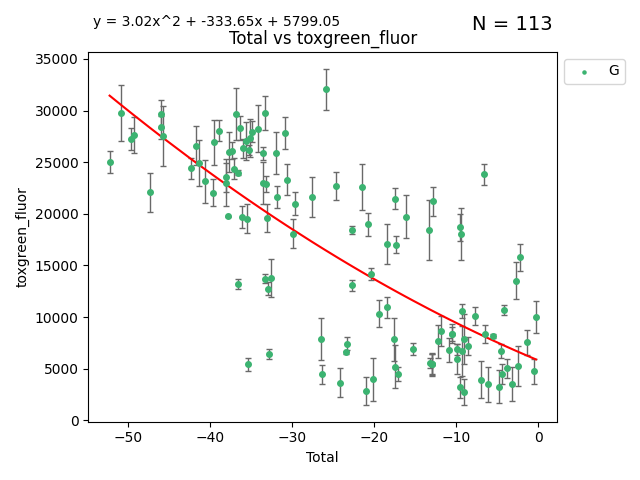 y = 3.02x^2 + -333.65x + 5799.05
N = 113
Total vs toxgreen_fluor
G
35000
30000
25000
20000
15000
10000
5000
0
toxgreen_fluor
−50 −40 −30 −20 −10 0
Total